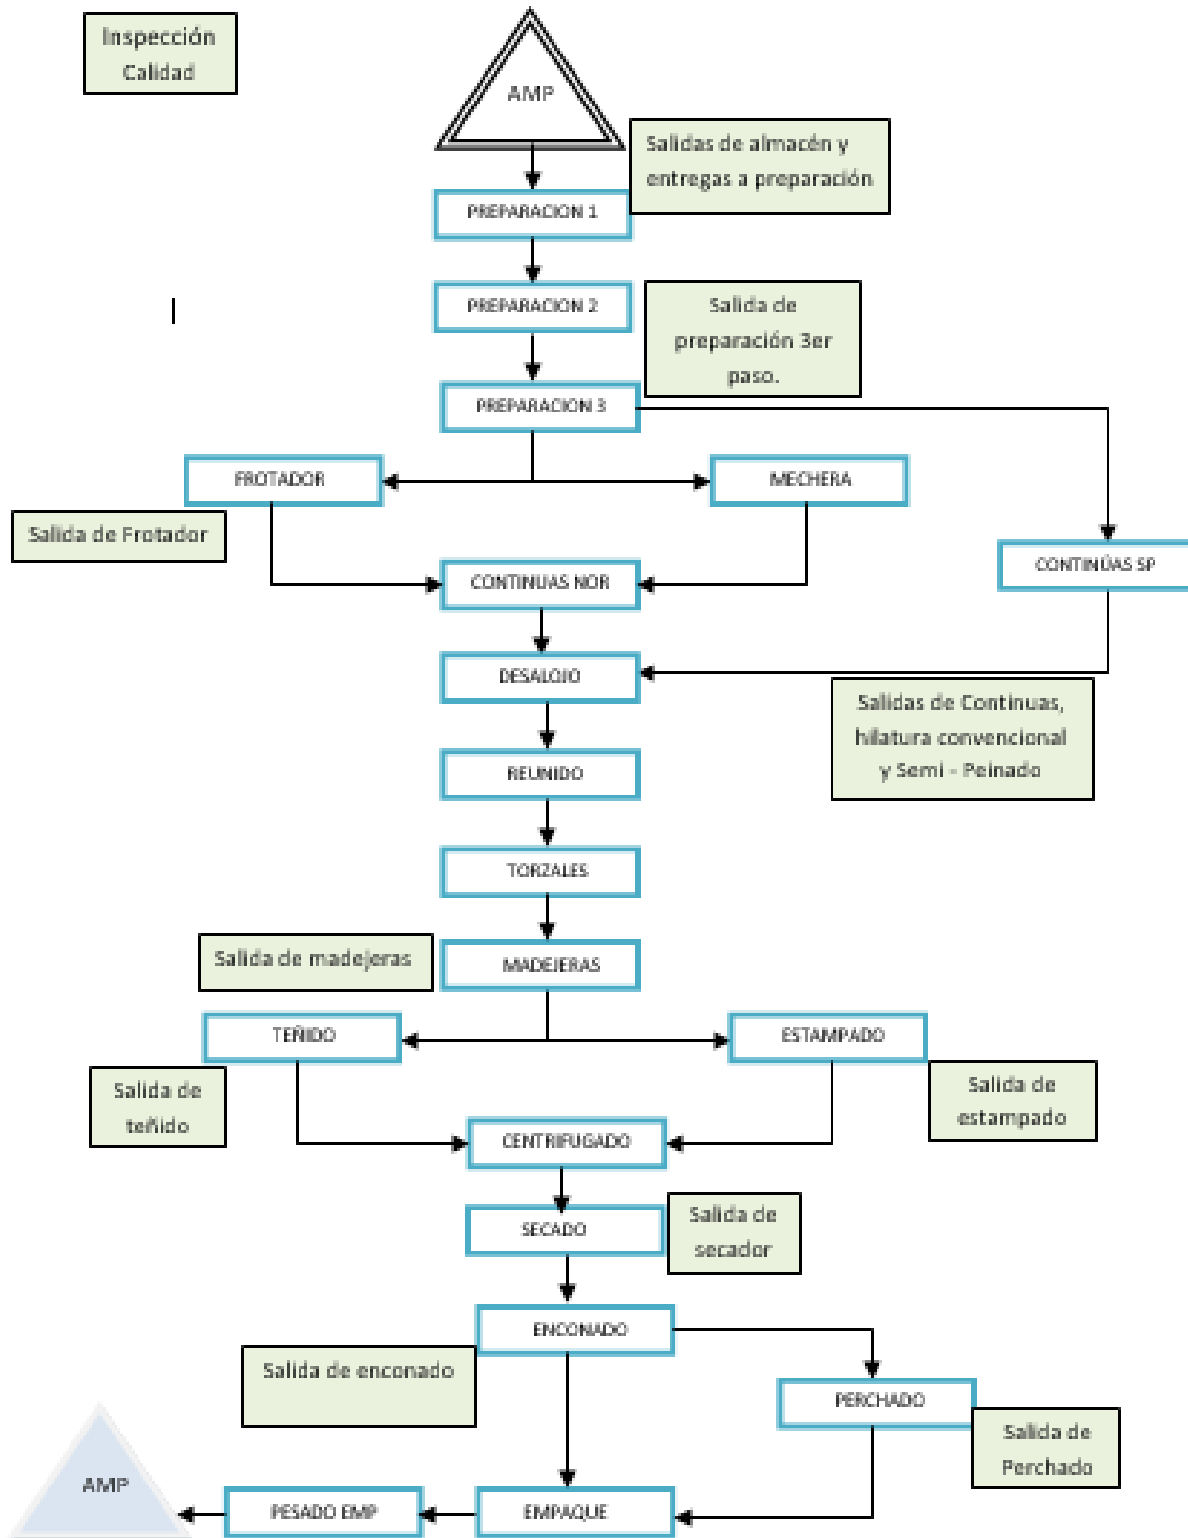 Inspección
Calidad
AMP
Salidas de almacén y
entregas a preparación
PREPARACION 1
PREPARACION 2
Salida de
preparación 3er
paso.
PREPARACION 3
FROTADOR
MECHERA
Salida de Frotador
CONTINUAS NOR
CONTINÚAS SP
DESALOJO
Salidas de Continuas,
hilatura convencional
y Semi - Peinado
REUNIDO
TORZALES
Salida de madejeras
MADEJERAS
TEÑIDO
ESTAMPADO
Salida de
teñido
Salida de
estampado
CENTRIFUGADO
SECADO
Salida de
secador
ENCONADO
Salida de enconado
PERCHADO
Salida de
Perchado
AMP
PESADO EMP
EMPAQUE